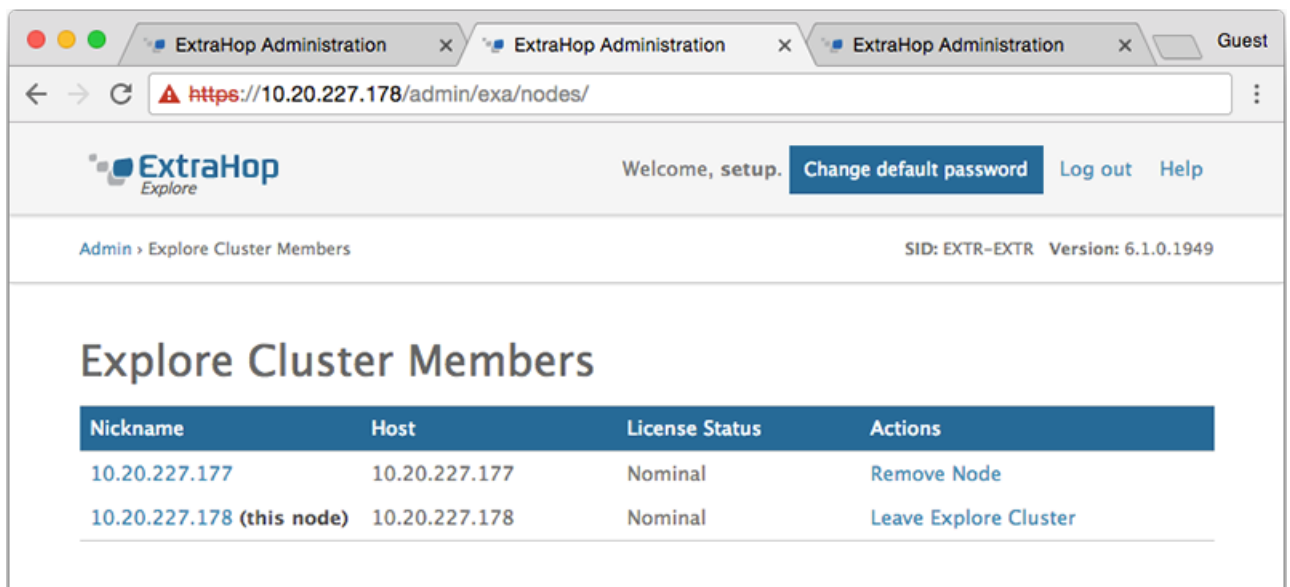 ExtraHop Administration × ExtraHop Administration × ExtraHop Administration × Guest
https://10.20.227.178/admin/exa/nodes/
ExtraHop
Explore
Welcome, setup. Change default password Log out Help
Admin › Explore Cluster Members SID: EXTR-EXTR Version: 6.1.0.1949
Explore Cluster Members
Nickname Host License Status Actions
10.20.227.177 10.20.227.177 Nominal Remove Node
10.20.227.178 (this node) 10.20.227.178 Nominal Leave Explore Cluster